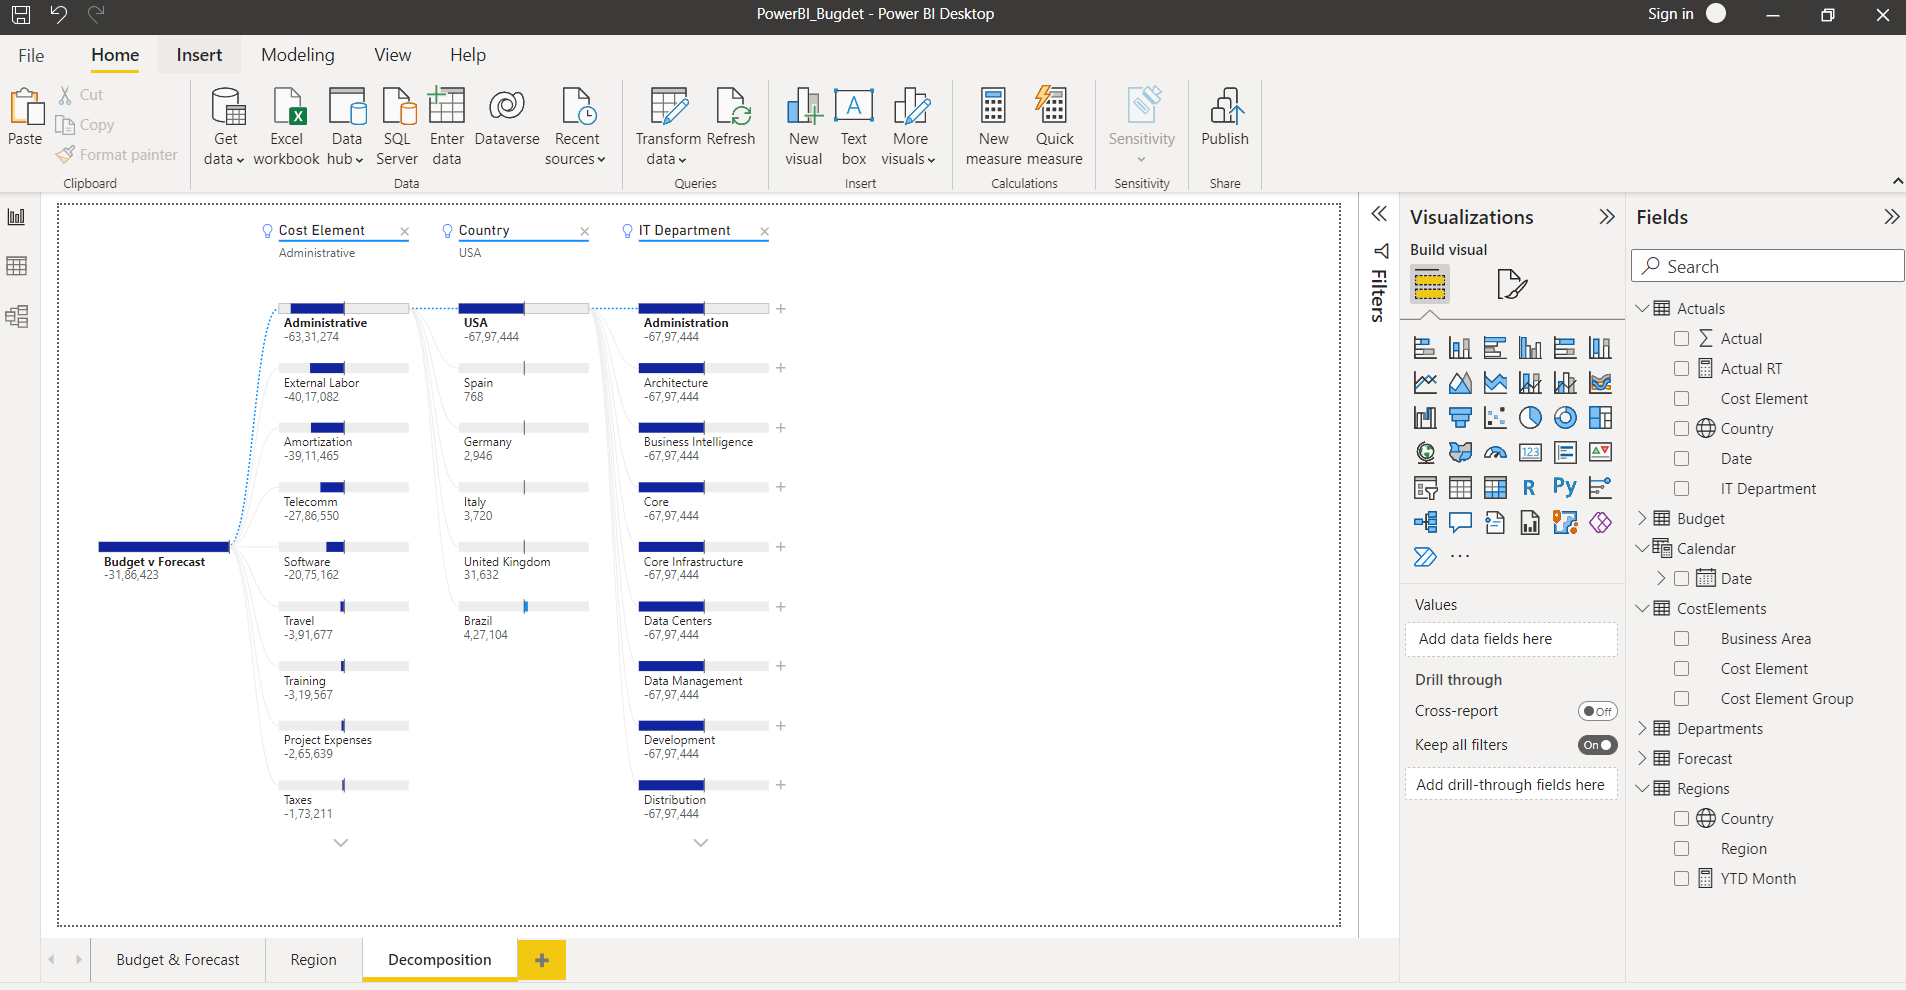 PowerBI_Bugdet - Power BI Desktop
Sign in
File
Home
Insert
Modeling
View
Help
Paste
Cut
Copy
Format painter
Clipboard
Get
data
Excel
workbook
Data
hub
SQL
Server
Enter
data
Dataverse
Recent
sources
Data
Transform
data
Refresh
Queries
New
visual
Text
box
More
visuals
Insert
New
measure
Quick
measure
Calculations
Sensitivity
Sensitivity
Publish
Share
Cost Element
Administrative
Country
USA
IT Department
Budget v Forecast
-31,86,423
Administrative
-63,31,274
External Labor
-40,17,082
Amortization
-39,11,465
Telecomm
-27,86,550
Software
-20,75,162
Travel
-3,91,677
Training
-3,19,567
Project Expenses
-2,65,639
Taxes
-1,73,211
USA
-67,97,444
Spain
768
Germany
2,946
Italy
3,720
United Kingdom
31,632
Brazil
4,27,104
Administration
-67,97,444
Architecture
-67,97,444
Business Intelligence
-67,97,444
Core
-67,97,444
Core Infrastructure
-67,97,444
Data Centers
-67,97,444
Data Management
-67,97,444
Development
-67,97,444
Distribution
-67,97,444
Filters
Visualizations
Build visual
123
R
Py
Values
Add data fields here
Drill through
Cross-report
Off
Keep all filters
On
Add drill-through fields here
Fields
Search
Actuals
Actual
Actual RT
Cost Element
Country
Date
IT Department
Budget
Calendar
Date
CostElements
Business Area
Cost Element
Cost Element Group
Departments
Forecast
Regions
Country
Region
YTD Month
Budget & Forecast
Region
Decomposition